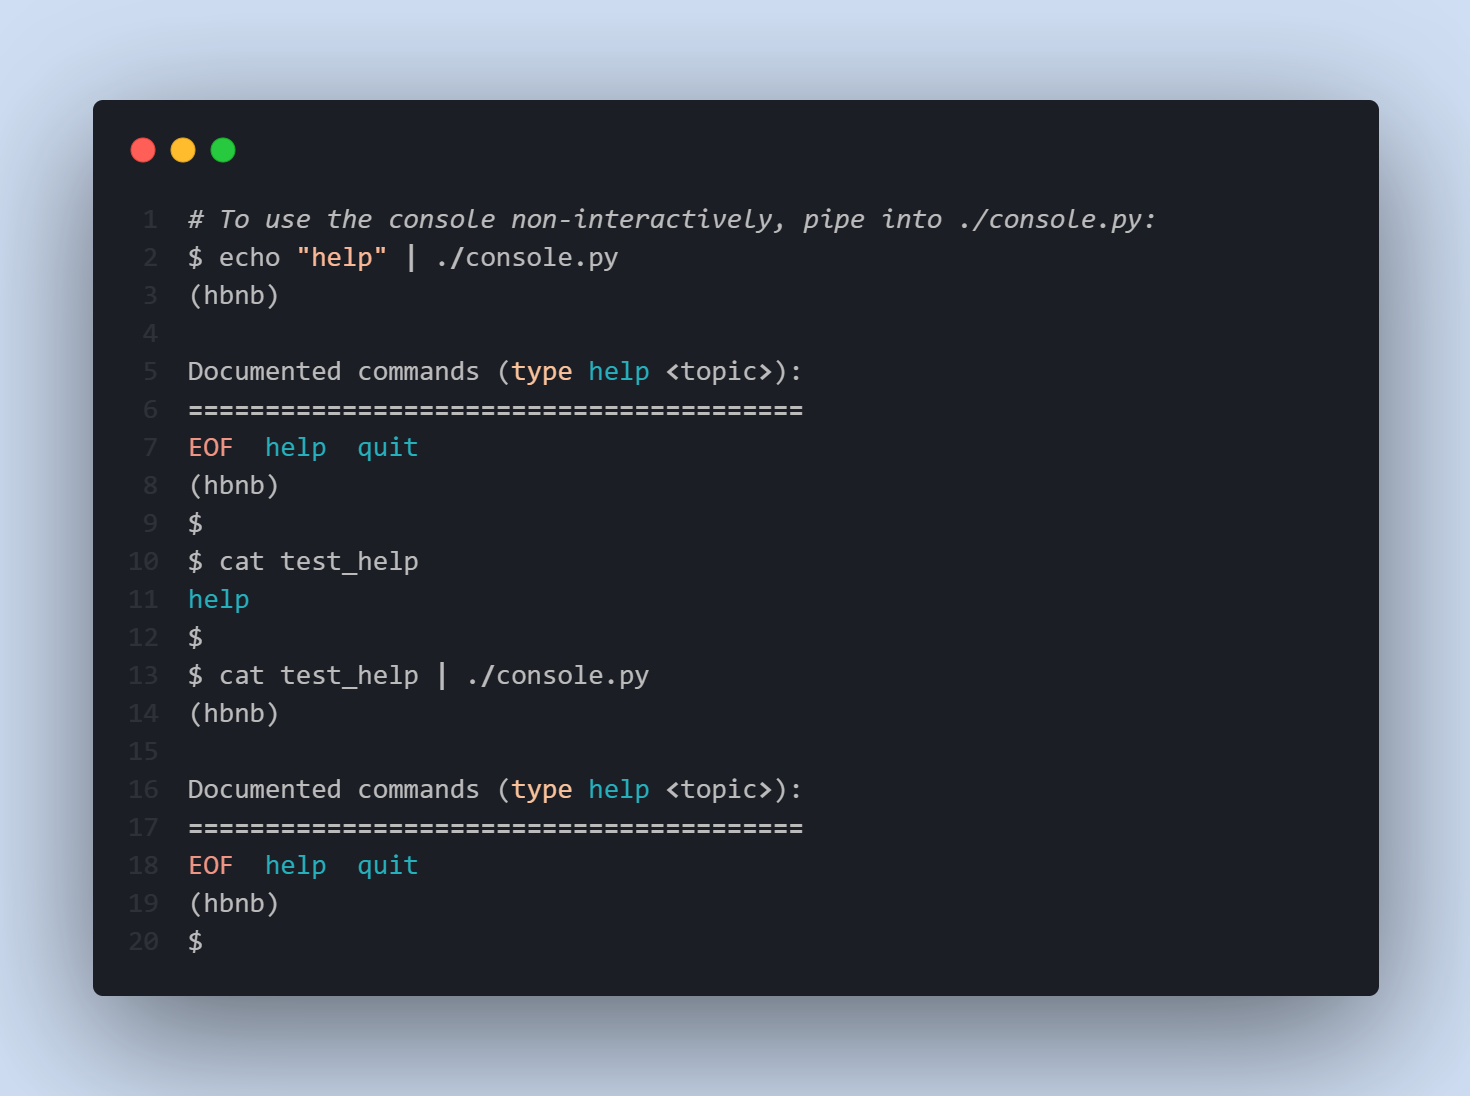 1 # To use the console non-interactively, pipe into ./console.py:
2 $ echo "help" | ./console.py
3 (hbnb)
4
5 Documented commands (type help <topic>):
6 ========================================
7 EOF  help  quit
8 (hbnb)
9 $
10 $ cat test_help
11 help
12 $
13 $ cat test_help | ./console.py
14 (hbnb)
15
16 Documented commands (type help <topic>):
17 ========================================
18 EOF  help  quit
19 (hbnb)
20 $